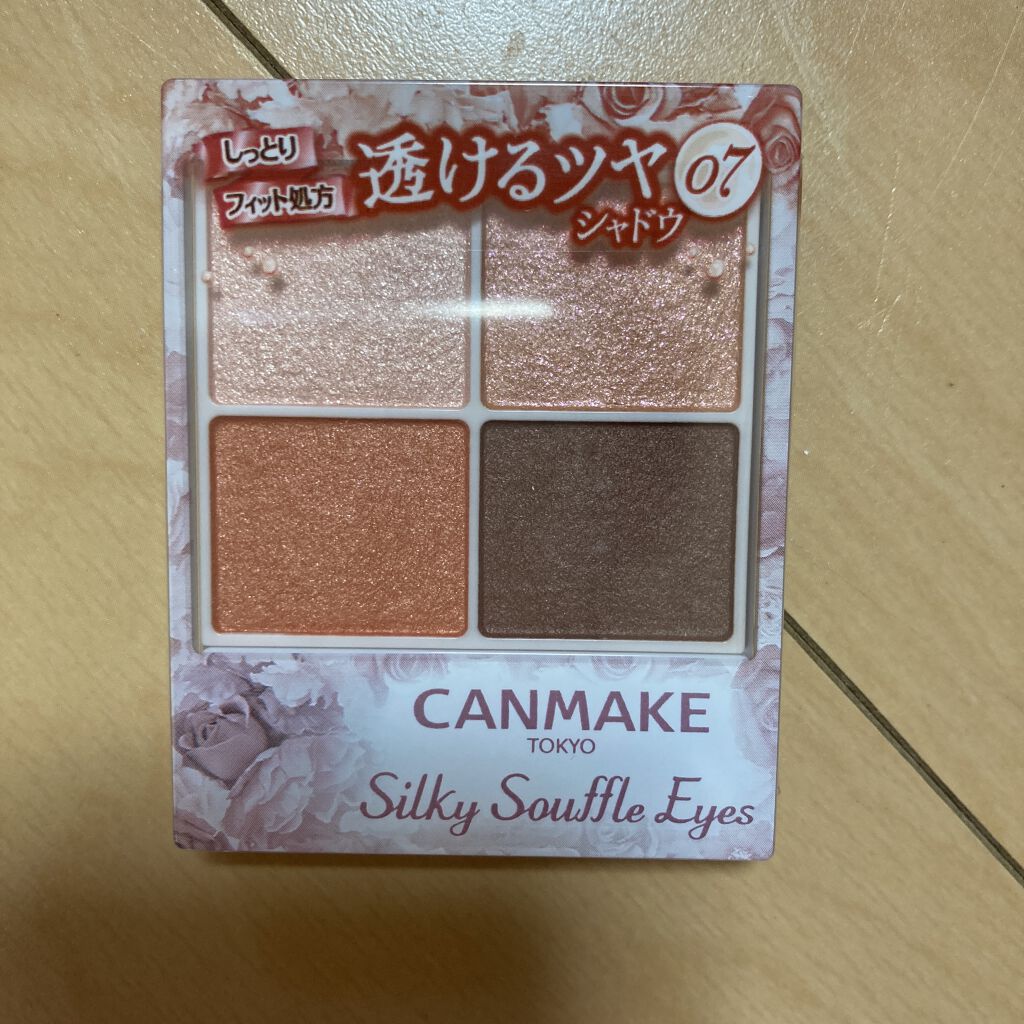 しっとり
フィット処方
透けるツヤ
シャドウ
07
CANMAKE
TOKYO
Silky Souffle Eyes